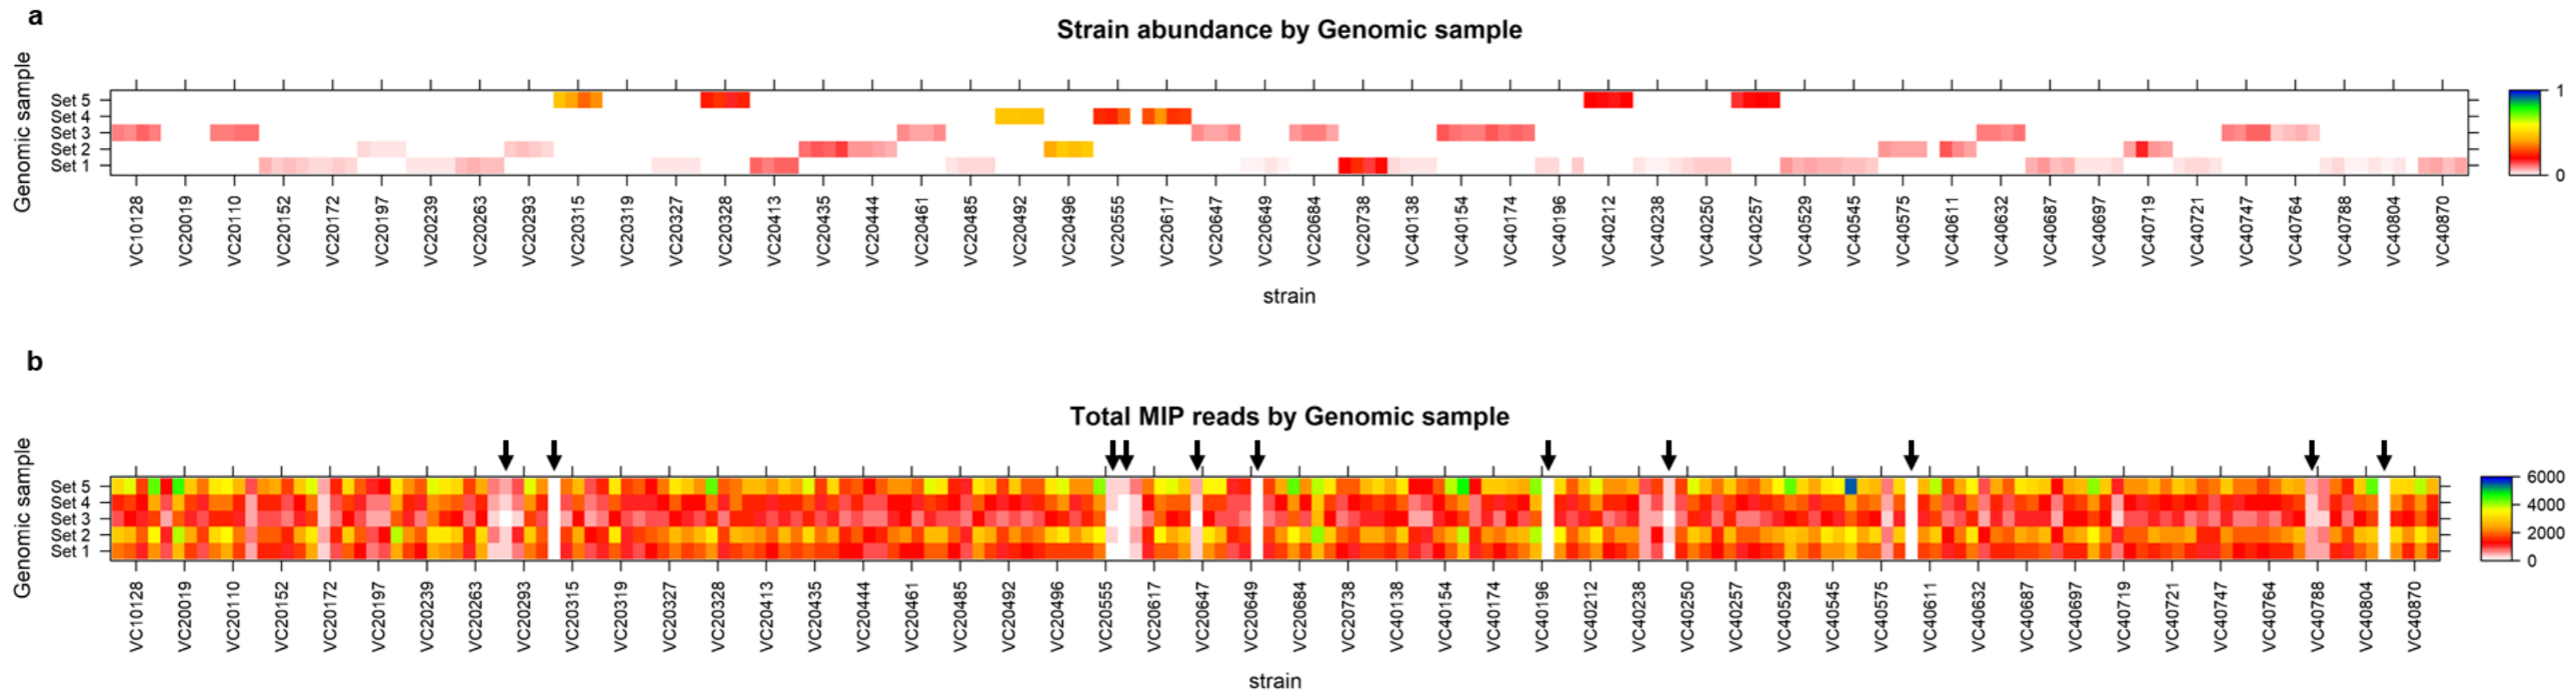 a
Strain abundance by Genomic sample
Genomic sample
Set 5
Set 4
Set 3
Set 2
Set 1
1
0
VC10128 VC20019 VC20110 VC20152 VC20172 VC20197 VC20239 VC20263 VC20293 VC20315 VC20319 VC20327 VC20328 VC20413 VC20435 VC20444 VC20461 VC20485 VC20492 VC20496 VC20555 VC20617 VC20647 VC20649 VC20684 VC20738 VC40138 VC40154 VC40174 VC40196 VC40212 VC40238 VC40250 VC40257 VC40529 VC40545 VC40575 VC40611 VC40632 VC40687 VC40697 VC40719 VC40721 VC40747 VC40764 VC40788 VC40804 VC40870
strain
b
Total MIP reads by Genomic sample
Genomic sample
Set 5
Set 4
Set 3
Set 2
Set 1
6000
4000
2000
0
VC10128 VC20019 VC20110 VC20152 VC20172 VC20197 VC20239 VC20263 VC20293 VC20315 VC20319 VC20327 VC20328 VC20413 VC20435 VC20444 VC20461 VC20485 VC20492 VC20496 VC20555 VC20617 VC20647 VC20649 VC20684 VC20738 VC40138 VC40154 VC40174 VC40196 VC40212 VC40238 VC40250 VC40257 VC40529 VC40545 VC40575 VC40611 VC40632 VC40687 VC40697 VC40719 VC40721 VC40747 VC40764 VC40788 VC40804 VC40870
strain